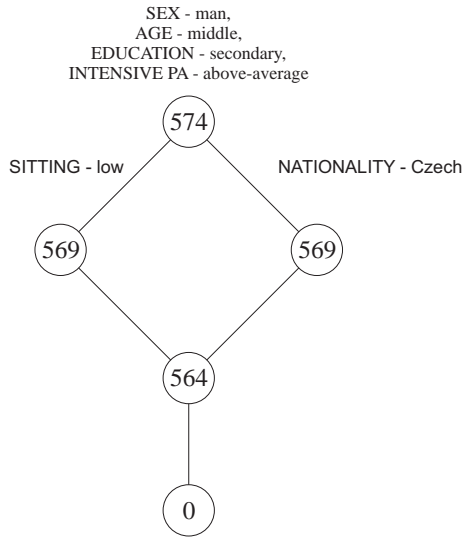 SEX - man,
AGE - middle,
EDUCATION - secondary,
INTENSIVE PA - above-average
574
SITTING - low
NATIONALITY - Czech
569
569
564
0